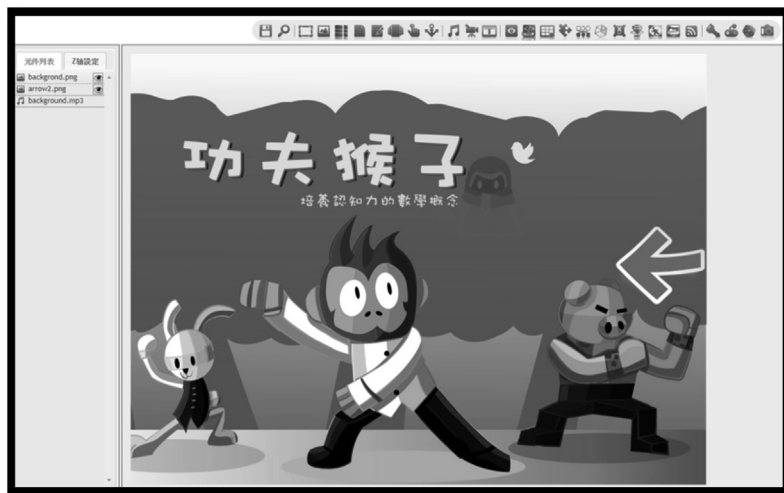 元件列表 Z軸設定
backgrond.png
arrow2.png
background.mp3
功夫猴子
培養認知力的數學概念